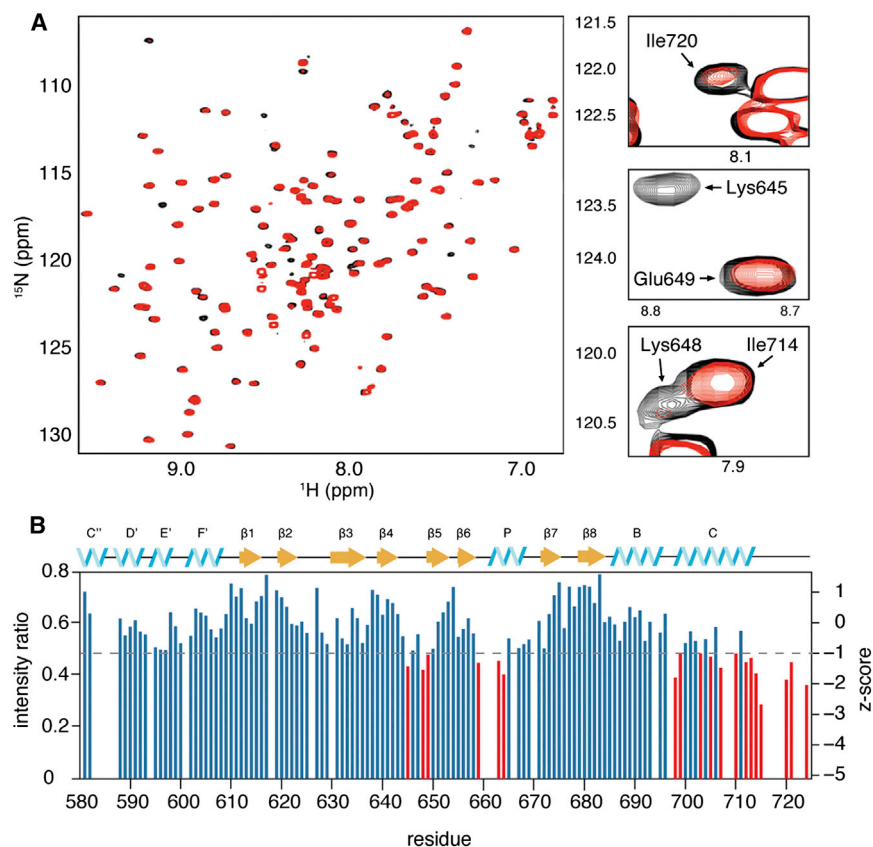 A
110
115
120
125
130
¹⁵N (ppm)
9.0 8.0 7.0
¹H (ppm)
121.5
122.0
122.5
Ile720
8.1
123.5
124.0
Lys645
Glu649
8.8 8.7
120.0
120.5
Lys648 Ile714
7.9
B
C'' D' E' F' β1 β2 β3 β4 β5 β6 P β7 β8 B C
0.8
0.6
0.4
0.2
0
intensity ratio
1
0
−1
−2
−3
−4
−5
z-score
580 590 600 610 620 630 640 650 660 670 680 690 700 710 720
residue